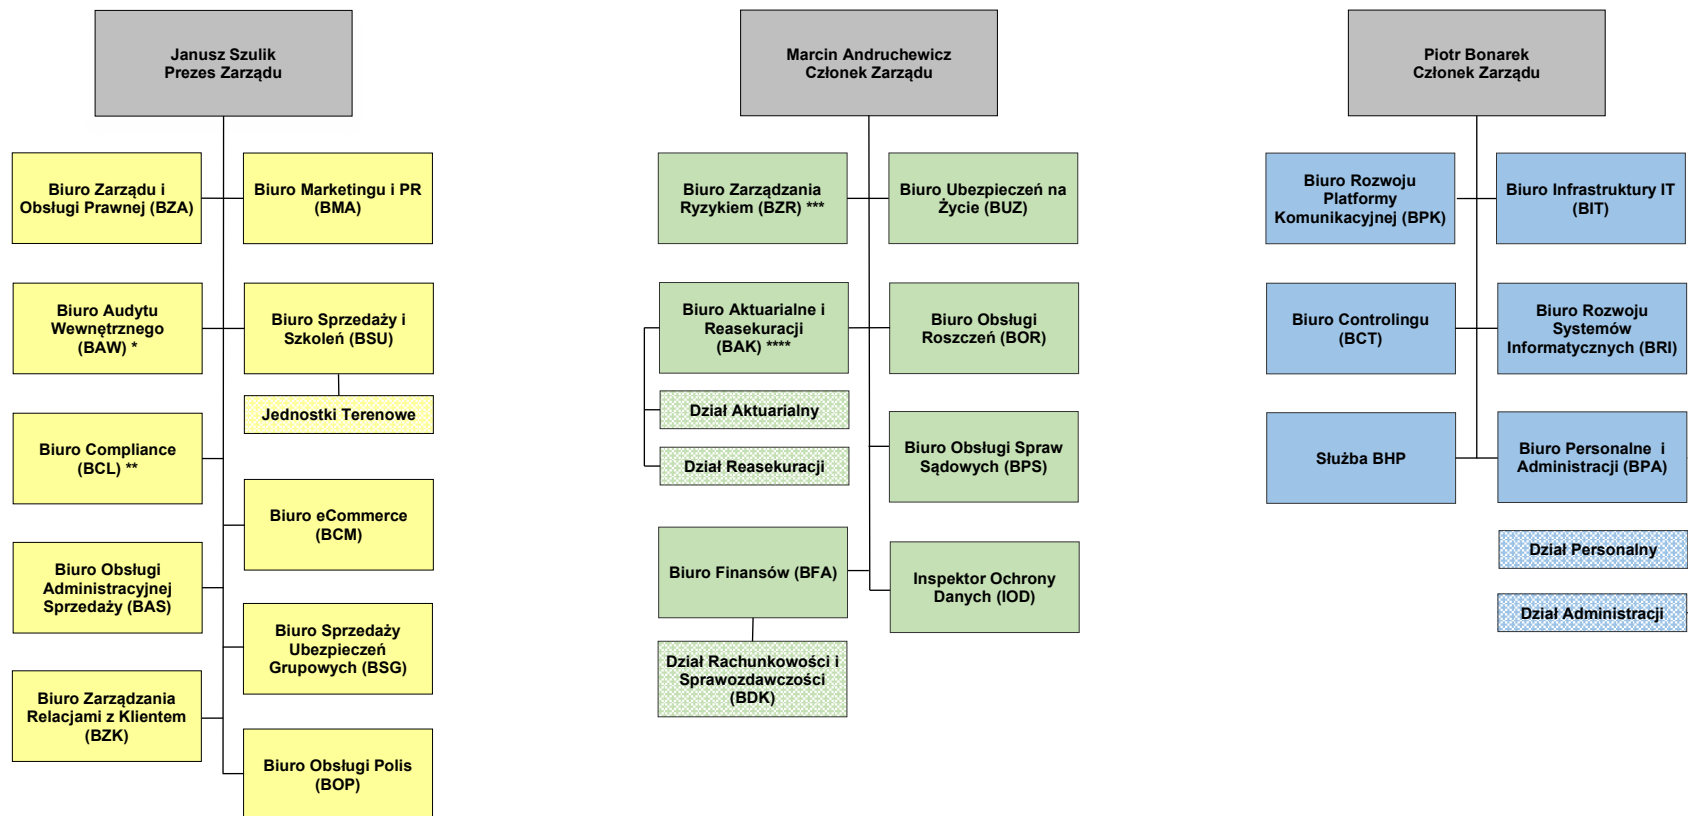 Janusz Szulik
Prezes Zarządu
Biuro Zarządu i
Obsługi Prawnej (BZA)
Biuro Marketingu i PR
(BMA)
Biuro Audytu
Wewnętrznego
(BAW) *
Biuro Sprzedaży i
Szkoleń (BSU)
Jednostki Terenowe
Biuro Compliance
(BCL) **
Biuro eCommerce
(BCM)
Biuro Obsługi
Administracyjnej
Sprzedaży (BAS)
Biuro Sprzedaży
Ubezpieczeń
Grupowych (BSG)
Biuro Zarządzania
Relacjami z Klientem
(BZK)
Biuro Obsługi Polis
(BOP)
Marcin Andruchewicz
Członek Zarządu
Biuro Zarządzania
Ryzykiem (BZR) ***
Biuro Ubezpieczeń na
Życie (BUZ)
Biuro Aktuarialne i
Reasekuracji
(BAK) ****
Biuro Obsługi
Roszczeń (BOR)
Dział Aktuarialny
Dział Reasekuracji
Biuro Obsługi Spraw
Sądowych (BPS)
Biuro Finansów (BFA)
Inspektor Ochrony
Danych (IOD)
Dział Rachunkowości i
Sprawozdawczości
(BDK)
Piotr Bonarek
Członek Zarządu
Biuro Rozwoju
Platformy
Komunikacyjnej (BPK)
Biuro Infrastruktury IT
(BIT)
Biuro Controlingu
(BCT)
Biuro Rozwoju
Systemów
Informatycznych (BRI)
Służba BHP
Biuro Personalne  i
Administracji (BPA)
Dział Personalny
Dział Administracji